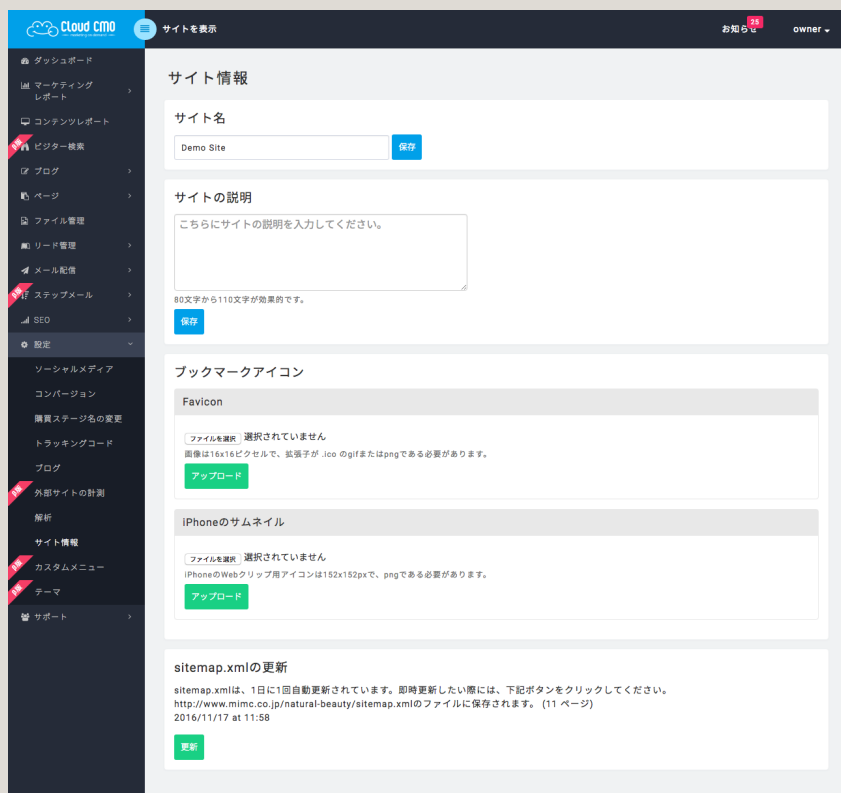 Cloud CMO
サイトを表示
お知らせ
25
owner
ダッシュボード
マーケティング
レポート
コンテンツレポート
β版
ビジター検索
ブログ
ページ
ファイル管理
リード管理
メール配信
β版
ステップメール
SEO
設定
ソーシャルメディア
コンバージョン
購買ステージ名の変更
トラッキングコード
ブログ
β版
外部サイトの計測
解析
サイト情報
β版
カスタムメニュー
β版
テーマ
サポート
サイト情報
サイト名
Demo Site
保存
サイトの説明
こちらにサイトの説明を入力してください。
80文字から110文字が効果的です。
保存
ブックマークアイコン
Favicon
ファイルを選択 選択されていません
画像は16x16ピクセルで、拡張子が .ico のgifまたはpngである必要があります。
アップロード
iPhoneのサムネイル
ファイルを選択 選択されていません
iPhoneのWebクリップ用アイコンは152x152pxで、pngである必要があります。
アップロード
sitemap.xmlの更新
sitemap.xmlは、1日に1回自動更新されています。即時更新したい際には、下記ボタンをクリックしてください。
http://www.mimc.co.jp/natural-beauty/sitemap.xmlのファイルに保存されます。 (11 ページ)
2016/11/17 at 11:58
更新